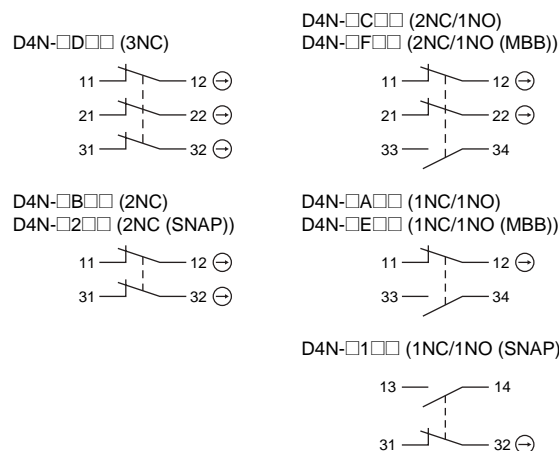 D4N-□D□□ (3NC)
11 12
21 22
31 32
D4N-□B□□ (2NC)
D4N-□2□□ (2NC (SNAP))
11 12
31 32
D4N-□C□□ (2NC/1NO)
D4N-□F□□ (2NC/1NO (MBB))
11 12
21 22
33 34
D4N-□A□□ (1NC/1NO)
D4N-□E□□ (1NC/1NO (MBB))
11 12
33 34
D4N-□1□□ (1NC/1NO (SNAP)
13 14
31 32